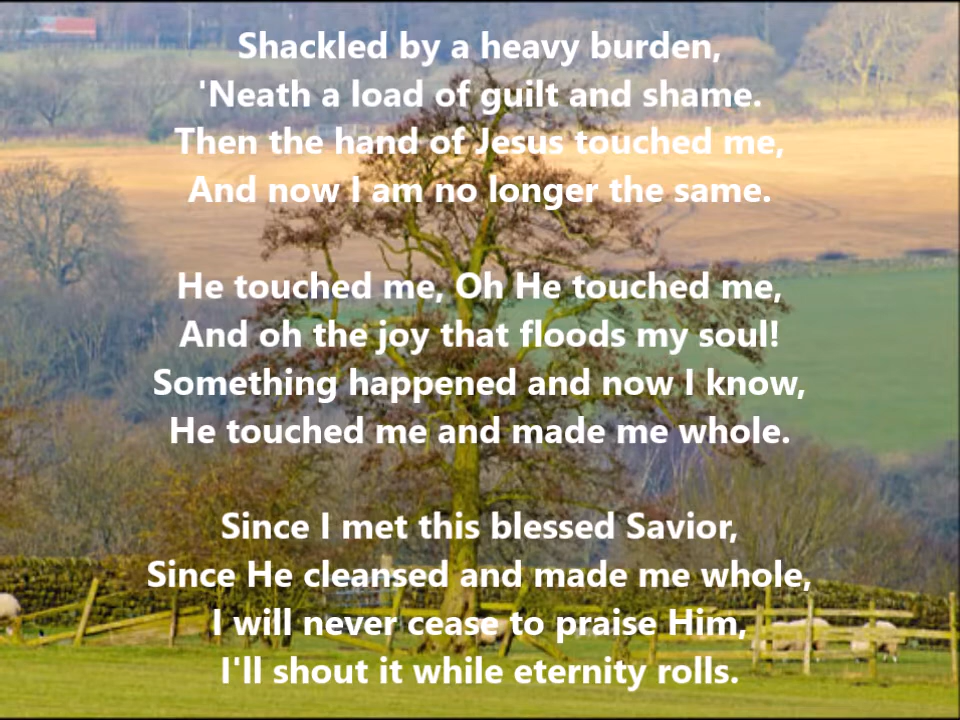 Shackled by a heavy burden,
'Neath a load of guilt and shame.
Then the hand of Jesus touched me,
And now I am no longer the same.

He touched me, Oh He touched me,
And oh the joy that floods my soul!
Something happened and now I know,
He touched me and made me whole.

Since I met this blessed Savior,
Since He cleansed and made me whole,
I will never cease to praise Him,
I'll shout it while eternity rolls.